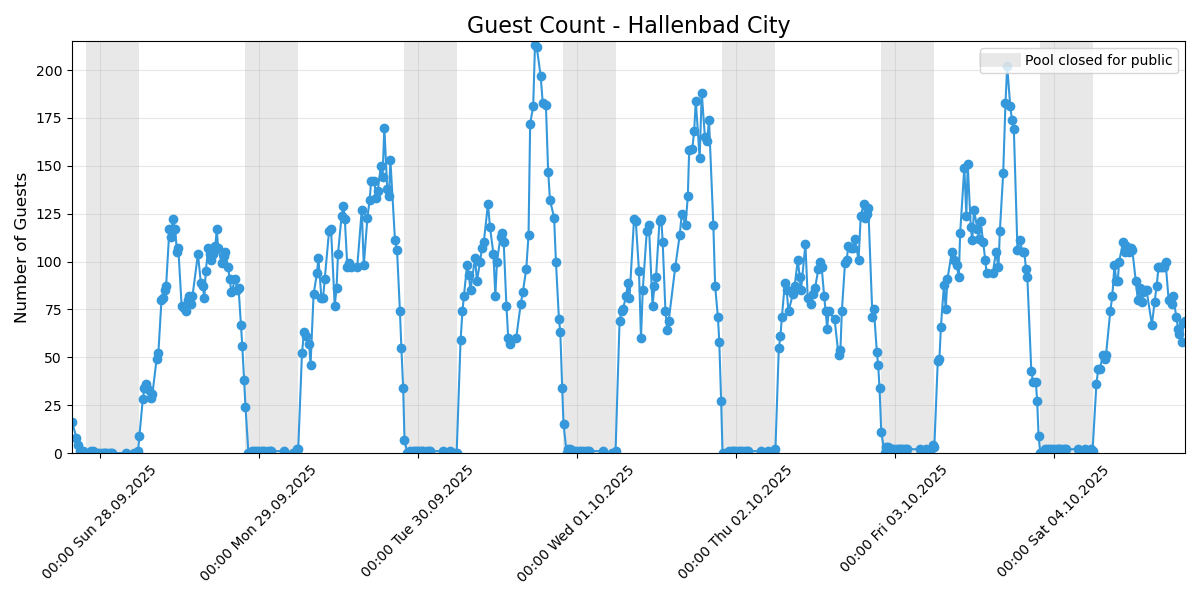 Guest Count - Hallenbad City
Pool closed for public
Number of Guests
200
175
150
125
100
75
50
25
0
00:00 Sun 28.09.2025
00:00 Mon 29.09.2025
00:00 Tue 30.09.2025
00:00 Wed 01.10.2025
00:00 Thu 02.10.2025
00:00 Fri 03.10.2025
00:00 Sat 04.10.2025